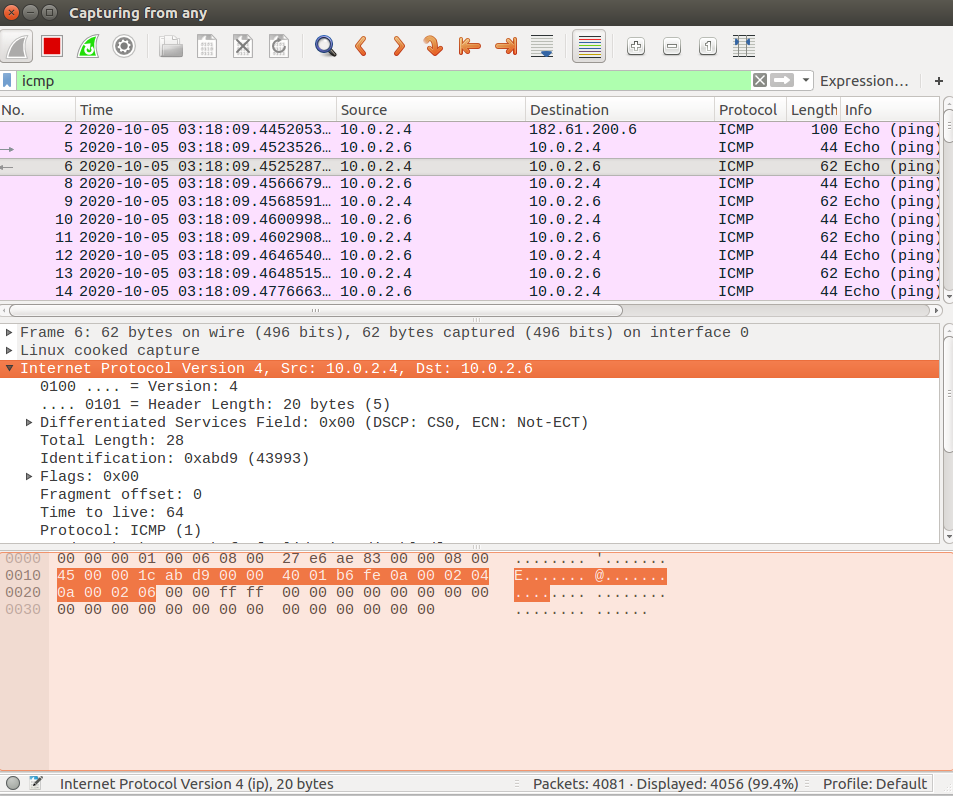 Capturing from any
icmp Expression… +
No. Time Source Destination Protocol Length Info
2 2020-10-05 03:18:09.4452053… 10.0.2.4 182.61.200.6 ICMP 100 Echo (ping)
5 2020-10-05 03:18:09.4523526… 10.0.2.6 10.0.2.4 ICMP 44 Echo (ping)
6 2020-10-05 03:18:09.4525287… 10.0.2.4 10.0.2.6 ICMP 62 Echo (ping)
8 2020-10-05 03:18:09.4566679… 10.0.2.6 10.0.2.4 ICMP 44 Echo (ping)
9 2020-10-05 03:18:09.4568591… 10.0.2.4 10.0.2.6 ICMP 62 Echo (ping)
10 2020-10-05 03:18:09.4600998… 10.0.2.6 10.0.2.4 ICMP 44 Echo (ping)
11 2020-10-05 03:18:09.4602908… 10.0.2.4 10.0.2.6 ICMP 62 Echo (ping)
12 2020-10-05 03:18:09.4646540… 10.0.2.6 10.0.2.4 ICMP 44 Echo (ping)
13 2020-10-05 03:18:09.4648515… 10.0.2.4 10.0.2.6 ICMP 62 Echo (ping)
14 2020-10-05 03:18:09.4776663… 10.0.2.6 10.0.2.4 ICMP 44 Echo (ping)
Frame 6: 62 bytes on wire (496 bits), 62 bytes captured (496 bits) on interface 0
Linux cooked capture
Internet Protocol Version 4, Src: 10.0.2.4, Dst: 10.0.2.6
0100 .... = Version: 4
.... 0101 = Header Length: 20 bytes (5)
Differentiated Services Field: 0x00 (DSCP: CS0, ECN: Not-ECT)
Total Length: 28
Identification: 0xabd9 (43993)
Flags: 0x00
Fragment offset: 0
Time to live: 64
Protocol: ICMP (1)
0000 00 00 00 01 00 06 08 00 27 e6 ae 83 00 00 08 00 ........ '.......
0010 45 00 00 1c ab d9 00 00 40 01 b6 fe 0a 00 02 04 E....... @.......
0020 0a 00 02 06 00 00 ff ff 00 00 00 00 00 00 00 00 ........ ........
0030 00 00 00 00 00 00 00 00 00 00 00 00 00 00 ........ ......
Internet Protocol Version 4 (ip), 20 bytes Packets: 4081 · Displayed: 4056 (99.4%) Profile: Default